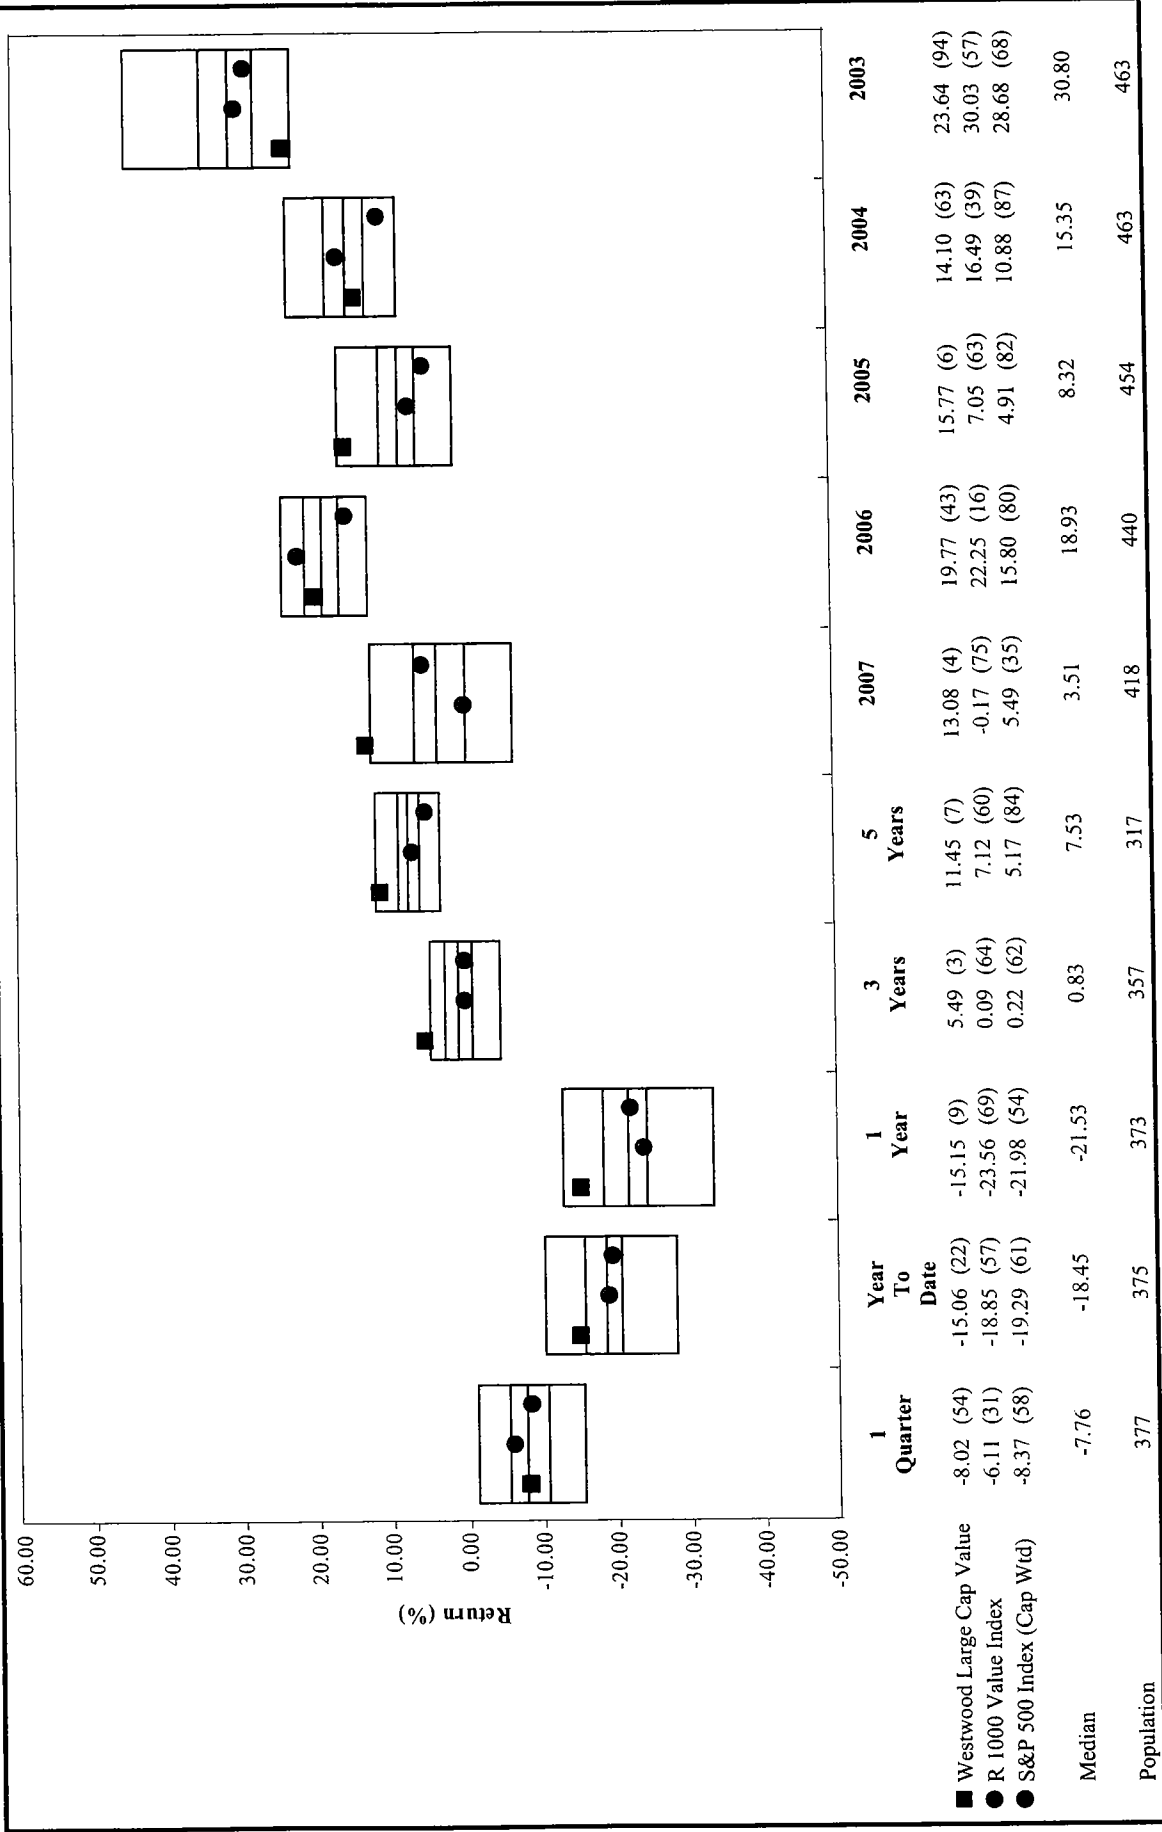 60.00
50.00
40.00
30.00
20.00
10.00
0.00
-10.00
-20.00
-30.00
-40.00
-50.00
Return (%)
1 Quarter Year To Date 1 Year 3 Years 5 Years 2007 2006 2005 2004 2003
■ Westwood Large Cap Value -8.02 (54) -15.06 (22) -15.15 (9) 5.49 (3) 11.45 (7) 13.08 (4) 19.77 (43) 15.77 (6) 14.10 (63) 23.64 (94)
● R 1000 Value Index -6.11 (31) -18.85 (57) -23.56 (69) 0.09 (64) 7.12 (60) -0.17 (75) 22.25 (16) 7.05 (63) 16.49 (39) 30.03 (57)
● S&P 500 Index (Cap Wtd) -8.37 (58) -19.29 (61) -21.98 (54) 0.22 (62) 5.17 (84) 5.49 (35) 15.80 (80) 4.91 (82) 10.88 (87) 28.68 (68)
Median -7.76 -18.45 -21.53 0.83 7.53 3.51 18.93 8.32 15.35 30.80
Population 377 375 373 357 317 418 440 454 463 463